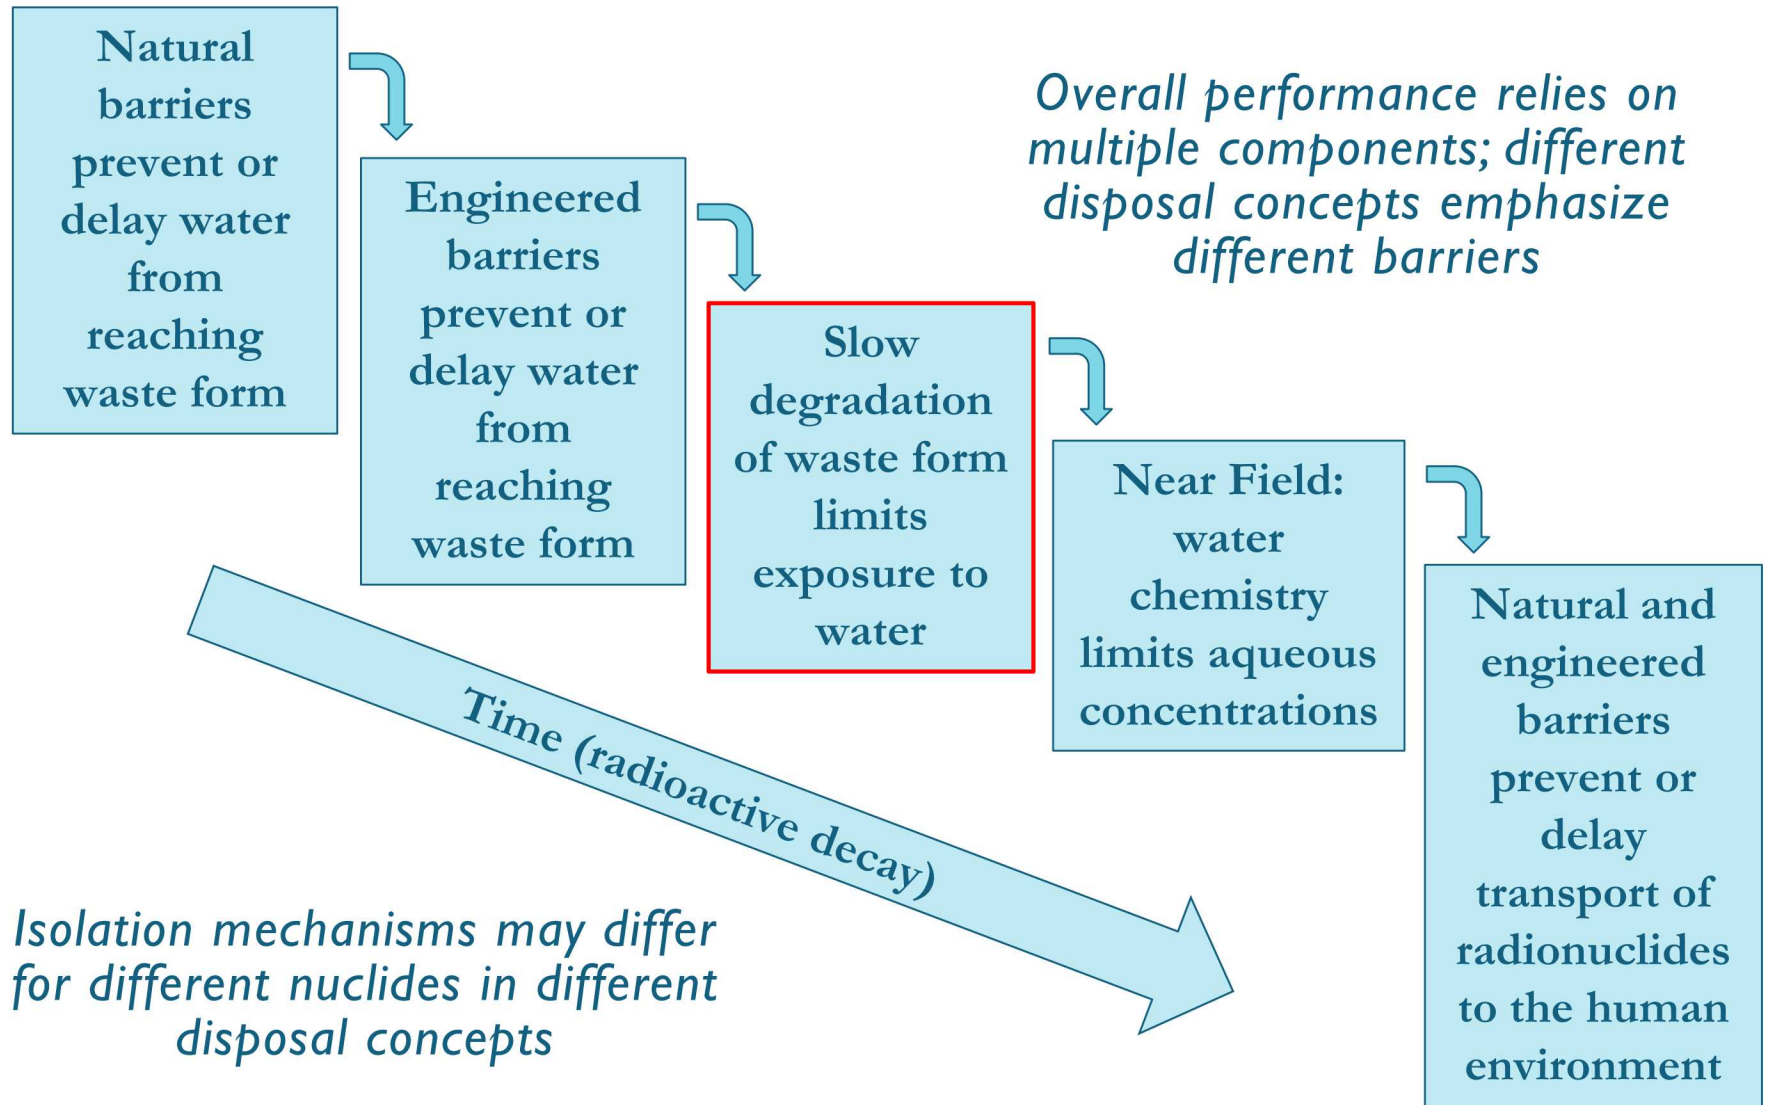 Natural
barriers
prevent or
delay water
from
reaching
waste form
Engineered
barriers
prevent or
delay water
from
reaching
waste form
Slow
degradation
of waste form
limits
exposure to
water
Near Field:
water
chemistry
limits aqueous
concentrations
Natural and
engineered
barriers
prevent or
delay
transport of
radionuclides
to the human
environment
Overall performance relies on
multiple components; different
disposal concepts emphasize
different barriers
Time (radioactive decay)
Isolation mechanisms may differ
for different nuclides in different
disposal concepts